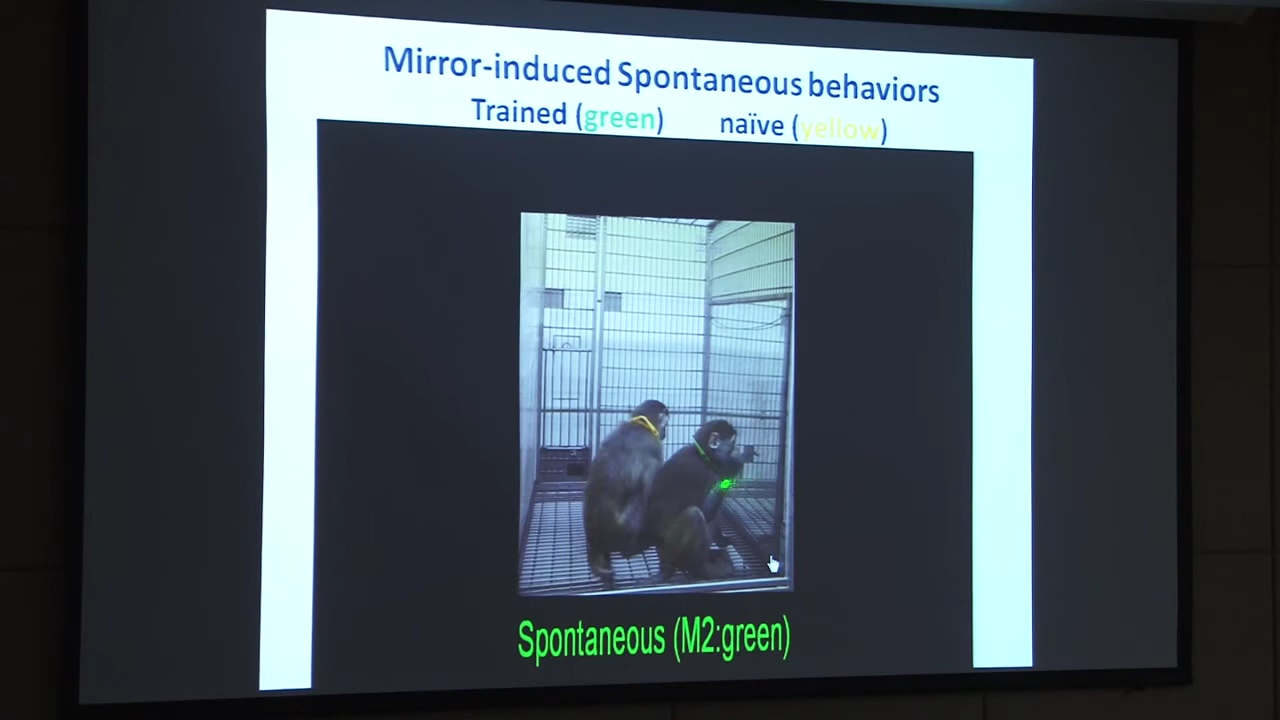 Mirror-induced Spontaneous behaviors
Trained (green) naïve (yellow)
Spontaneous (M2:green)